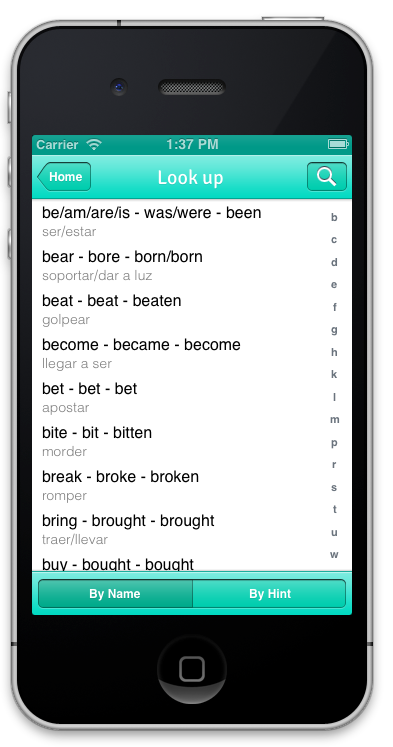 Carrier 1:37 PM
Home Look up
be/am/are/is - was/were - been
ser/estar
bear - bore - born/born
soportar/dar a luz
beat - beat - beaten
golpear
become - became - become
llegar a ser
bet - bet - bet
apostar
bite - bit - bitten
morder
break - broke - broken
romper
bring - brought - brought
traer/llevar
buy - bought - bought
b
c
d
e
f
g
h
k
l
m
p
r
s
t
u
w
By Name By Hint